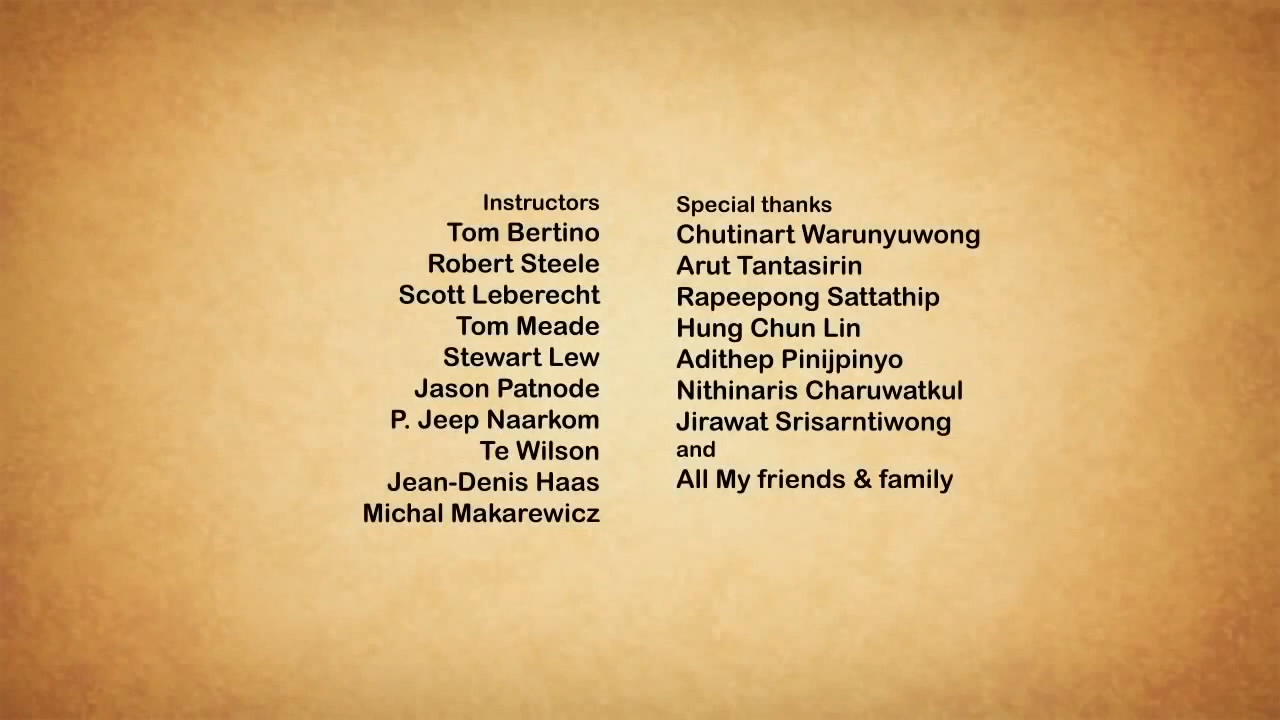 Instructors
Tom Bertino
Robert Steele
Scott Leberecht
Tom Meade
Stewart Lew
Jason Patnode
P. Jeep Naarkom
Te Wilson
Jean-Denis Haas
Michal Makarewicz
Special thanks
Chutinart Warunyuwong
Arut Tantasirin
Rapeepong Sattathip
Hung Chun Lin
Adithep Pinijpinyo
Nithinaris Charuwatkul
Jirawat Srisarntiwong
and
All My friends & family